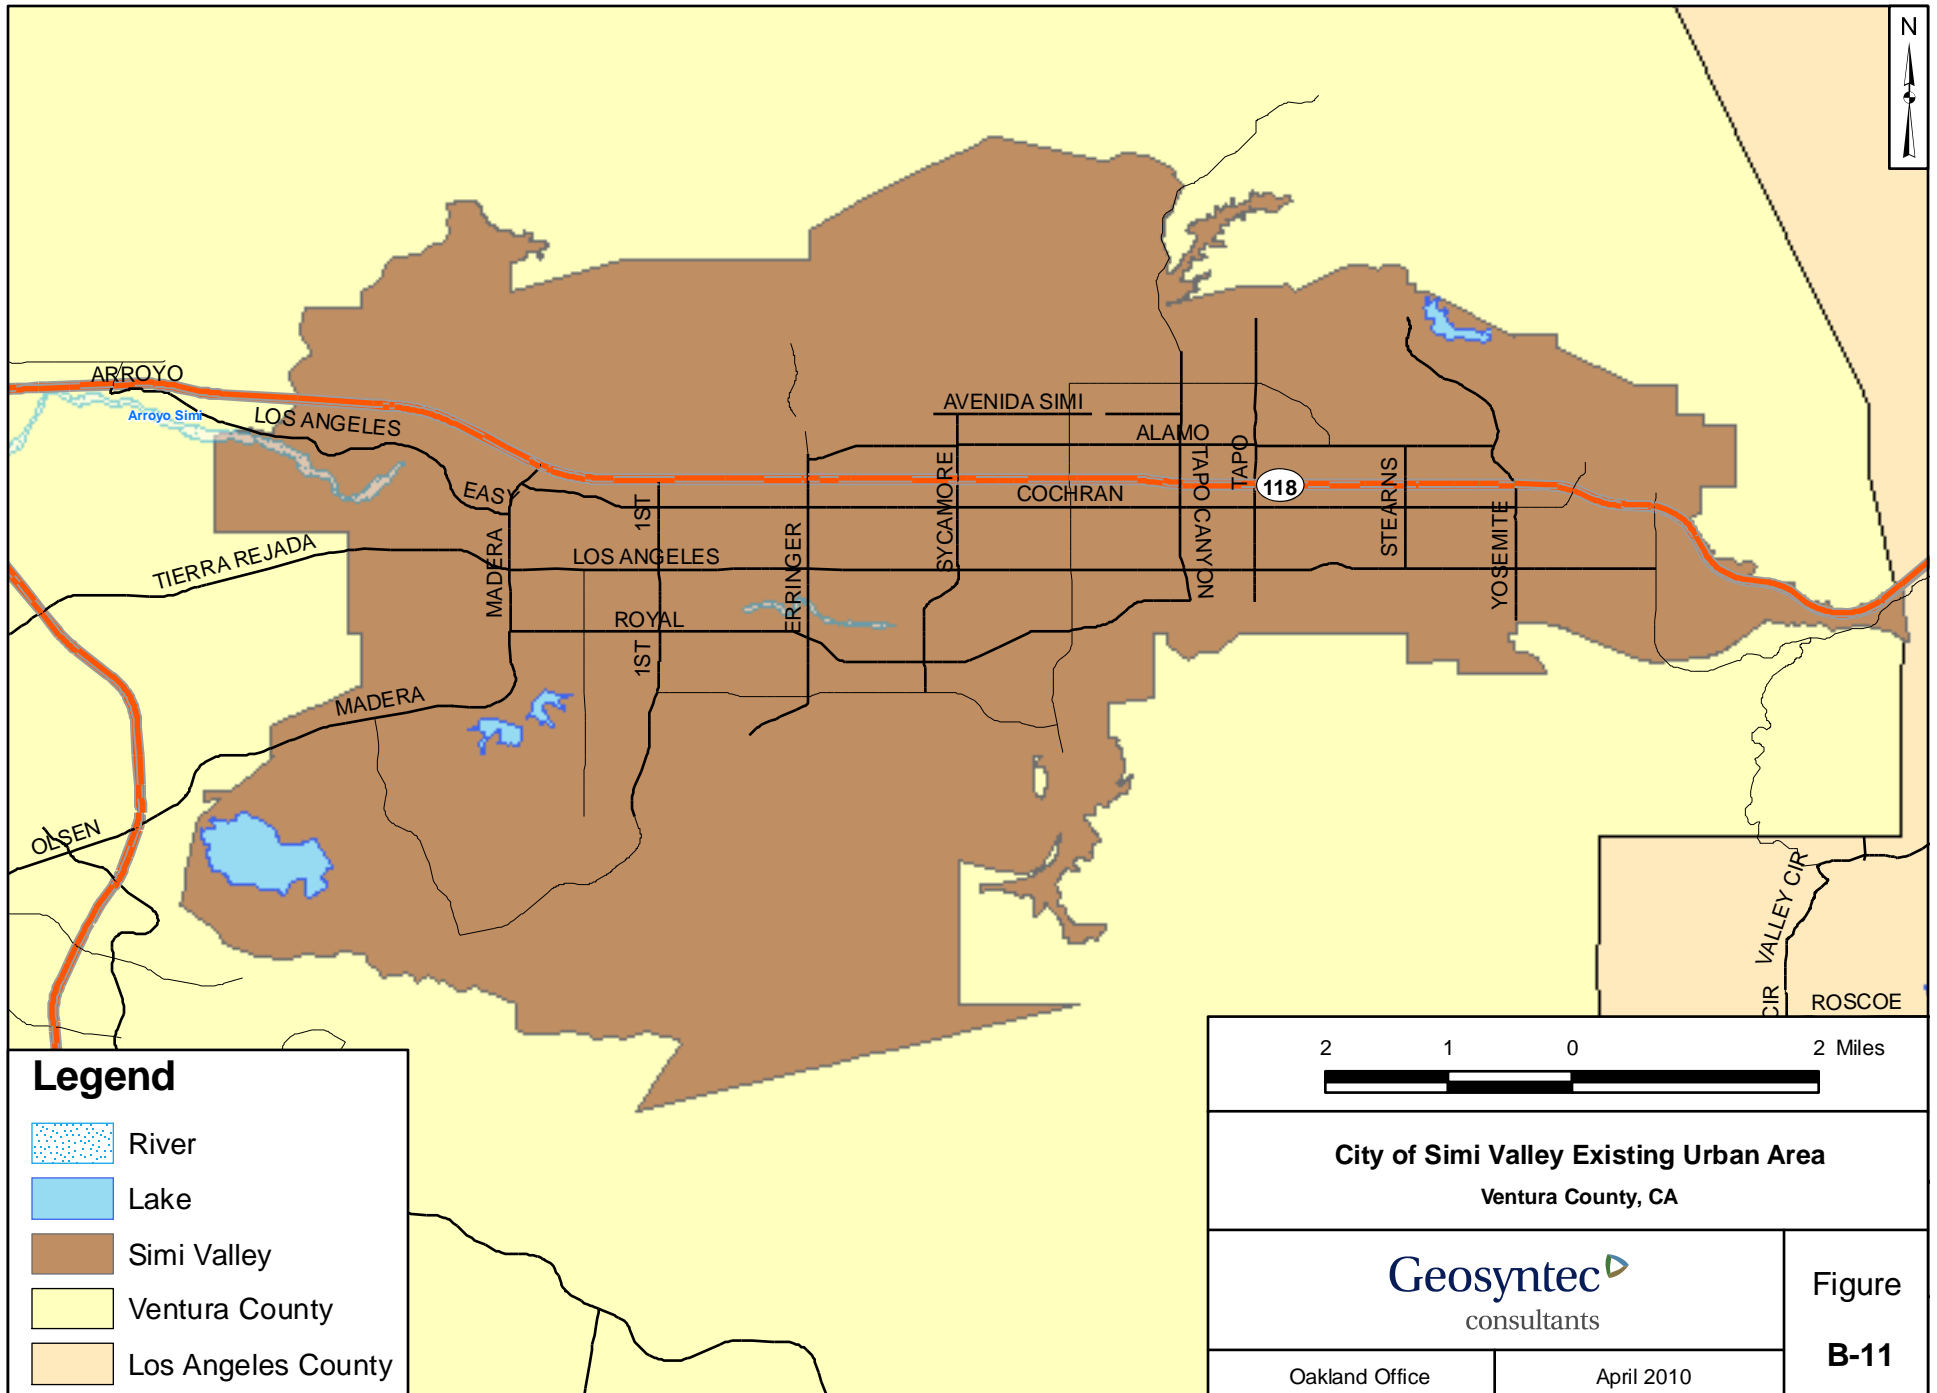 N
ARROYO
Arroyo Simi
LOS ANGELES
AVENIDA SIMI
ALAMO
TAPO
TAPO CANYON
SYCAMORE
118
COCHRAN
STEARNS
EASY
1ST
MADERA
ERRINGER
LOS ANGELES
YOSEMITE
TIERRA REJADA
ROYAL
1ST
MADERA
OLSEN
VALLEY CIR
CIR
ROSCOE
2 1 0 2 Miles
City of Simi Valley Existing Urban Area
Ventura County, CA
Geosyntec
consultants
Figure
B-11
Oakland Office
April 2010
Legend
River
Lake
Simi Valley
Ventura County
Los Angeles County